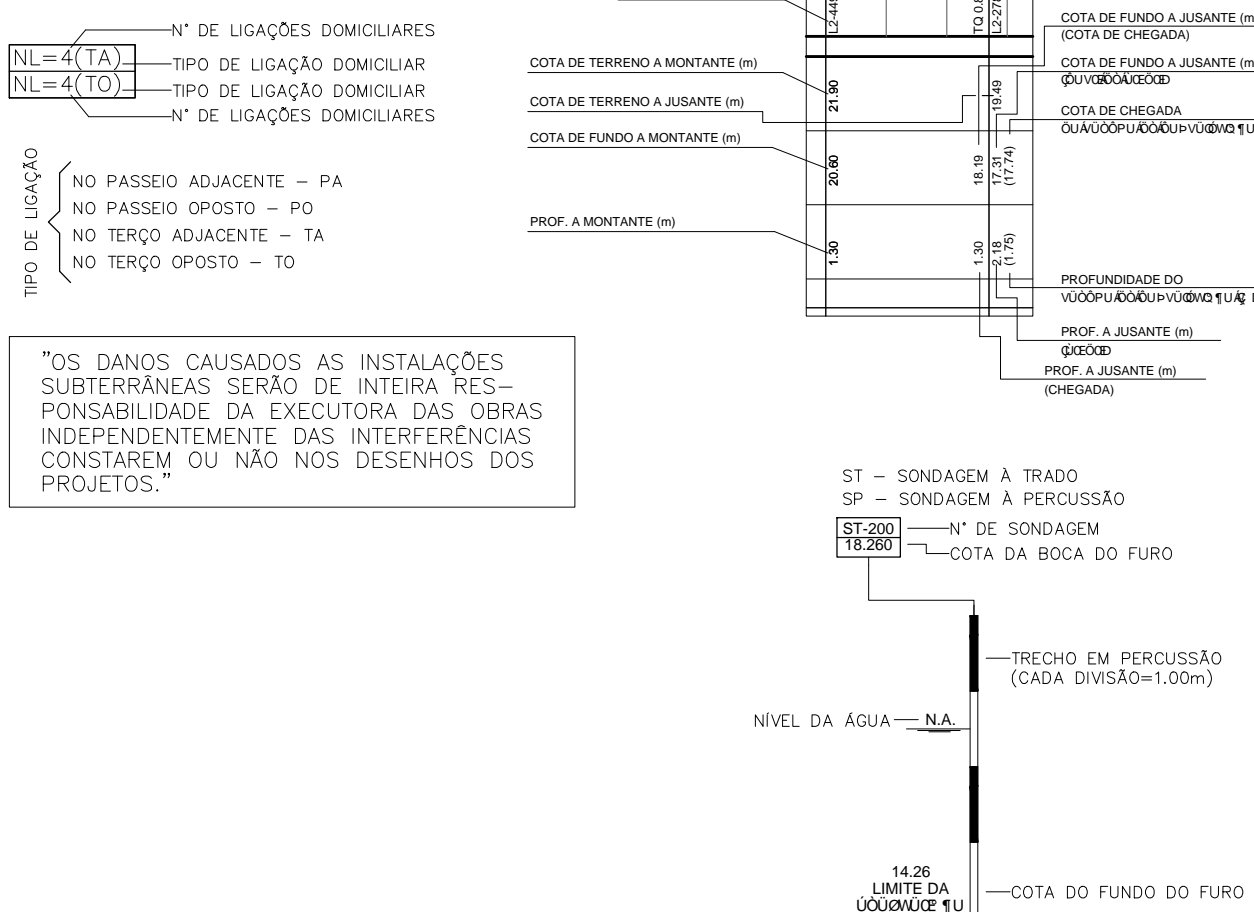 N° DE LIGAÇÕES DOMICILIARES
NL=4(TA)
TIPO DE LIGAÇÃO DOMICILIAR
NL=4(TO)
TIPO DE LIGAÇÃO DOMICILIAR
N° DE LIGAÇÕES DOMICILIARES
TIPO DE LIGAÇÃO
NO PASSEIO ADJACENTE – PA
NO PASSEIO OPOSTO – PO
NO TERÇO ADJACENTE – TA
NO TERÇO OPOSTO – TO
"OS DANOS CAUSADOS AS INSTALAÇÕES
SUBTERRÂNEAS SERÃO DE INTEIRA RES–
PONSABILIDADE DA EXECUTORA DAS OBRAS
INDEPENDENTEMENTE DAS INTERFERÊNCIAS
CONSTAREM OU NÃO NOS DESENHOS DOS
PROJETOS."
COTA DE TERRENO A MONTANTE (m)
COTA DE TERRENO A JUSANTE (m)
COTA DE FUNDO A MONTANTE (m)
PROF. A MONTANTE (m)
L2-449
TQ 0.8
L2-278
21.90
19.49
20.60
18.19
17.31
(17.74)
1.30
1.30
2.18
(1.75)
COTA DE FUNDO A JUSANTE (m
(COTA DE CHEGADA)
COTA DE FUNDO A JUSANTE (m
COTA DE CHEGADA
PROFUNDIDADE DO
PROF. A JUSANTE (m)
PROF. A JUSANTE (m)
(CHEGADA)
ST – SONDAGEM À TRADO
SP – SONDAGEM À PERCUSSÃO
ST-200
N° DE SONDAGEM
18.260
COTA DA BOCA DO FURO
TRECHO EM PERCUSSÃO
(CADA DIVISÃO=1.00m)
NÍVEL DA ÁGUA
N.A.
14.26
LIMITE DA
COTA DO FUNDO DO FURO